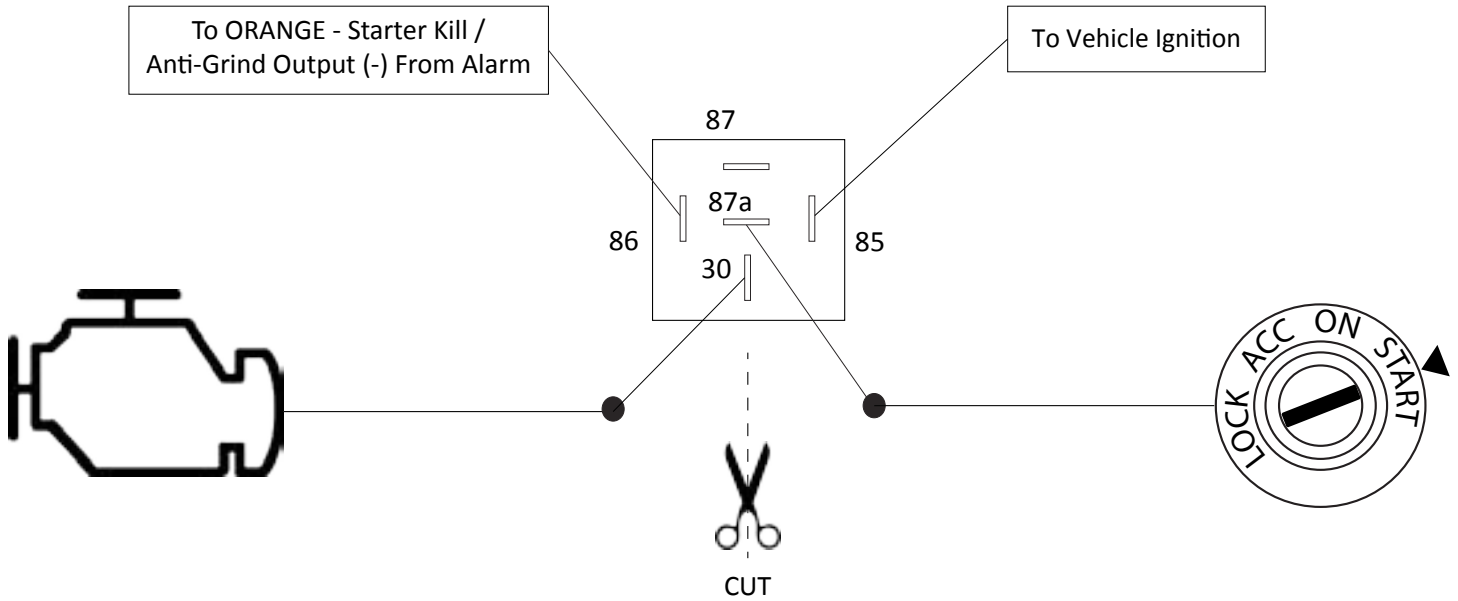 To ORANGE - Starter Kill /
Anti-Grind Output (-) From Alarm
To Vehicle Ignition
87
87a
86
85
30
LOCK ACC ON START
CUT